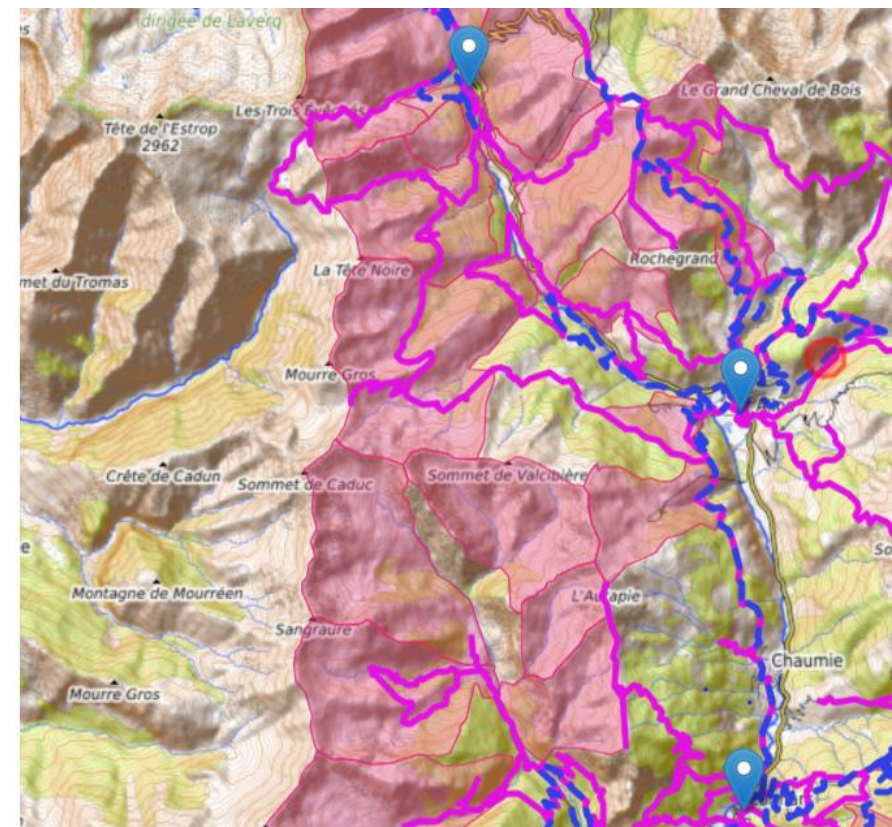 dirigée de Laverq
Le Grand Cheval de Bois
Les Trois
Tête de l'Estrop
2962
Rochegrand
La Tête Noire
met du Tromas
Mourre Gros
Crête de Cadun
Sommet de Caduc
Sommet de Valcibière
e
So
Montagne de Mourréen
Sangraure
Chaumie
Mourre Gros